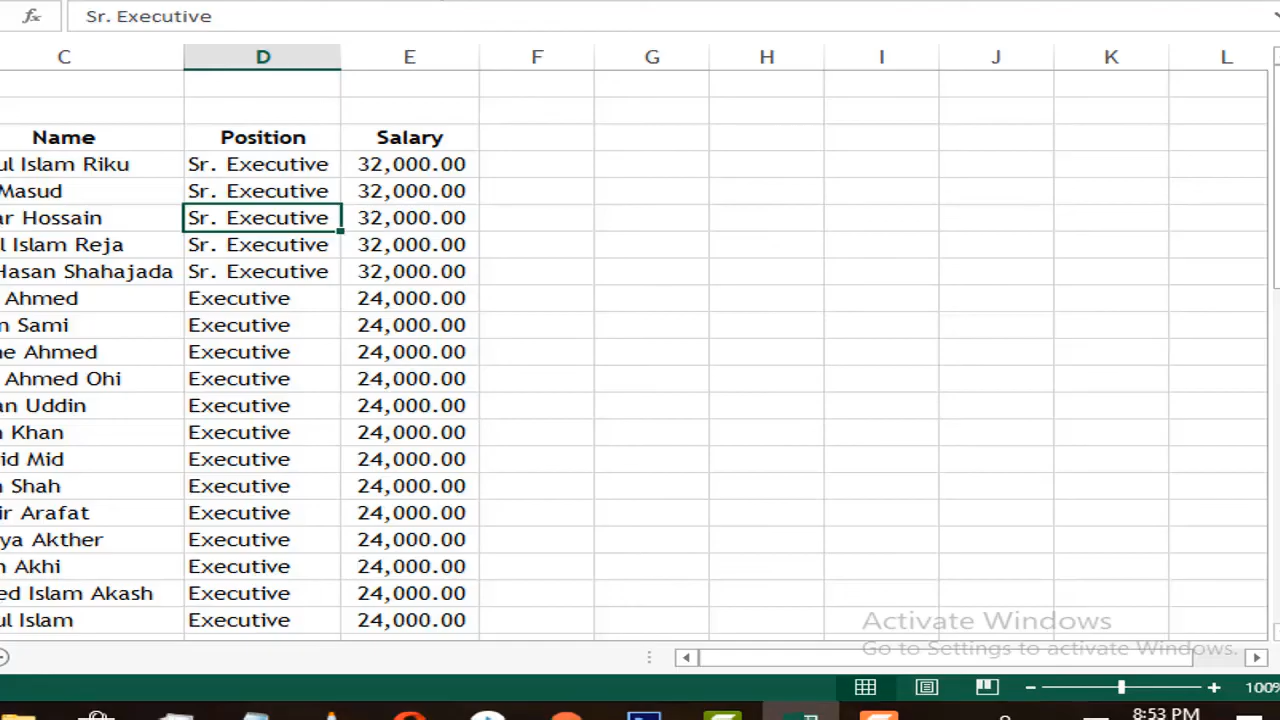 fx Sr. Executive
C D E F G H I J K L
Name Position Salary
ul Islam Riku Sr. Executive 32,000.00
Masud Sr. Executive 32,000.00
ar Hossain Sr. Executive 32,000.00
l Islam Reja Sr. Executive 32,000.00
Hasan Shahajada Sr. Executive 32,000.00
Ahmed Executive 24,000.00
n Sami Executive 24,000.00
ne Ahmed Executive 24,000.00
Ahmed Ohi Executive 24,000.00
an Uddin Executive 24,000.00
n Khan Executive 24,000.00
id Mid Executive 24,000.00
n Shah Executive 24,000.00
ir Arafat Executive 24,000.00
ya Akther Executive 24,000.00
n Akhi Executive 24,000.00
ed Islam Akash Executive 24,000.00
ul Islam Executive 24,000.00
Activate Windows
Go to Settings to activate Windows.
100%
8:53 PM